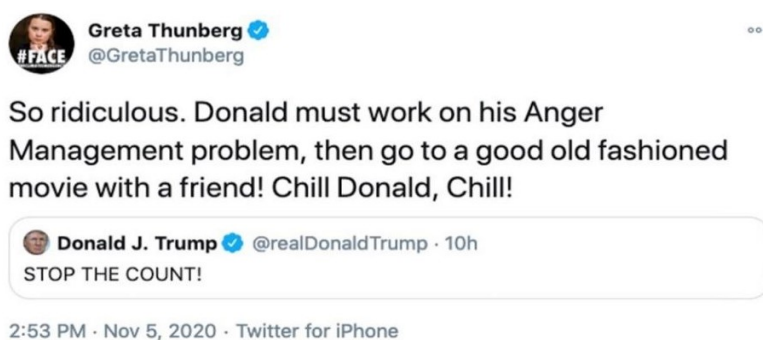 Greta Thunberg
#FACE @GretaThunberg
So ridiculous. Donald must work on his Anger
Management problem, then go to a good old fashioned
movie with a friend! Chill Donald, Chill!
Donald J. Trump @realDonaldTrump · 10h
STOP THE COUNT!
2:53 PM · Nov 5, 2020 · Twitter for iPhone